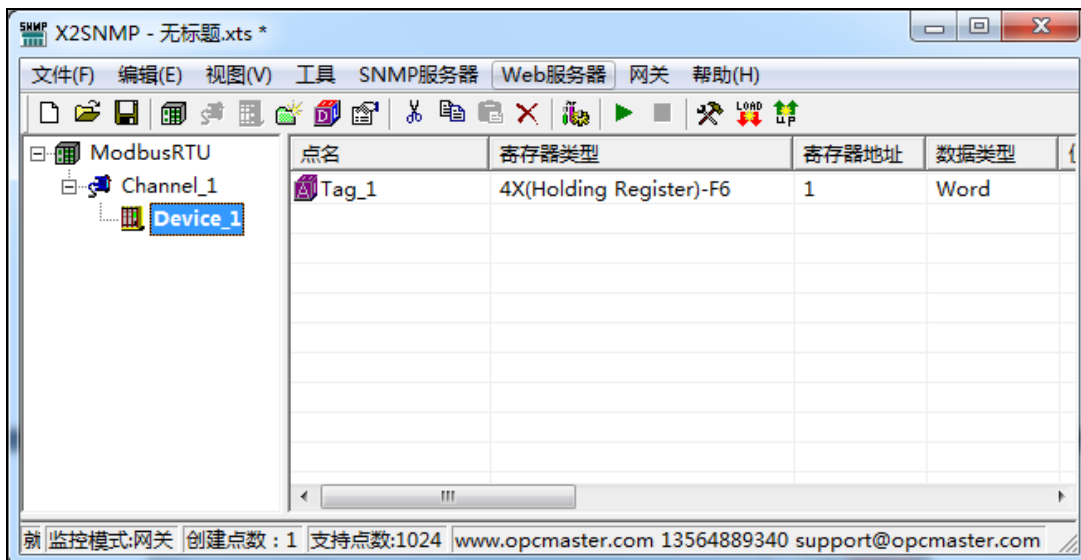 SNMP X2SNMP - 无标题.xts *
文件(F) 编辑(E) 视图(V) 工具 SNMP服务器 Web服务器 网关 帮助(H)
LOAD UP
ModbusRTU
Channel_1
Device_1
点名 寄存器类型 寄存器地址 数据类型
Tag_1 4X(Holding Register)-F6 1 Word
就 监控模式:网关 创建点数：1 支持点数:1024 www.opcmaster.com 13564889340 support@opcmaster.com